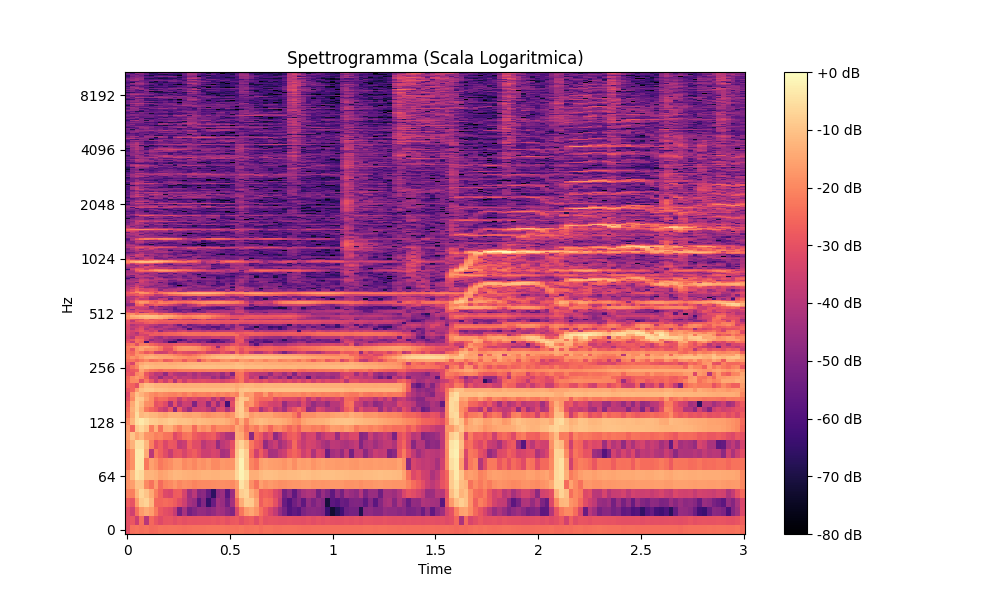 Spettrogramma (Scala Logaritmica)
Hz
8192
4096
2048
1024
512
256
128
64
0
0
0.5
1
1.5
2
2.5
3
Time
+0 dB
-10 dB
-20 dB
-30 dB
-40 dB
-50 dB
-60 dB
-70 dB
-80 dB